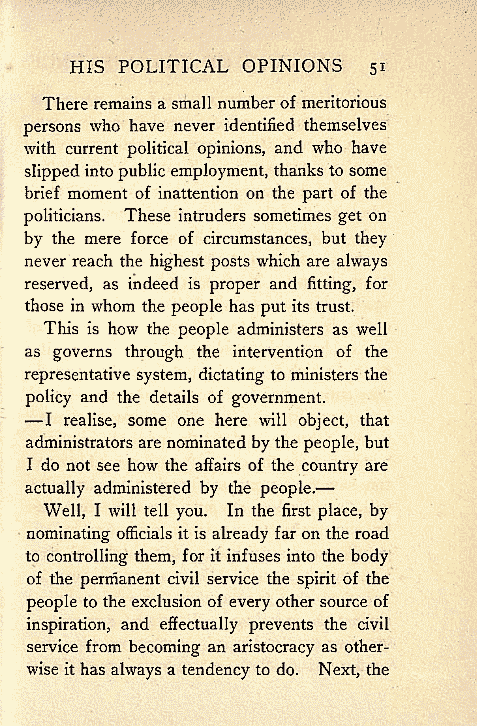 HIS POLITICAL OPINIONS 51
There remains a small number of meritorious
persons who have never identified themselves
with current political opinions, and who have
slipped into public employment, thanks to some
brief moment of inattention on the part of the
politicians. These intruders sometimes get on
by the mere force of circumstances, but they
never reach the highest posts which are always
reserved, as indeed is proper and fitting, for
those in whom the people has put its trust.
This is how the people administers as well
as governs through the intervention of the
representative system, dictating to ministers the
policy and the details of government.
—I realise, some one here will object, that
administrators are nominated by the people, but
I do not see how the affairs of the country are
actually administered by the people.—
Well, I will tell you. In the first place, by
nominating officials it is already far on the road
to controlling them, for it infuses into the body
of the permanent civil service the spirit of the
people to the exclusion of every other source of
inspiration, and effectually prevents the civil
service from becoming an aristocracy as other-
wise it has always a tendency to do. Next, the